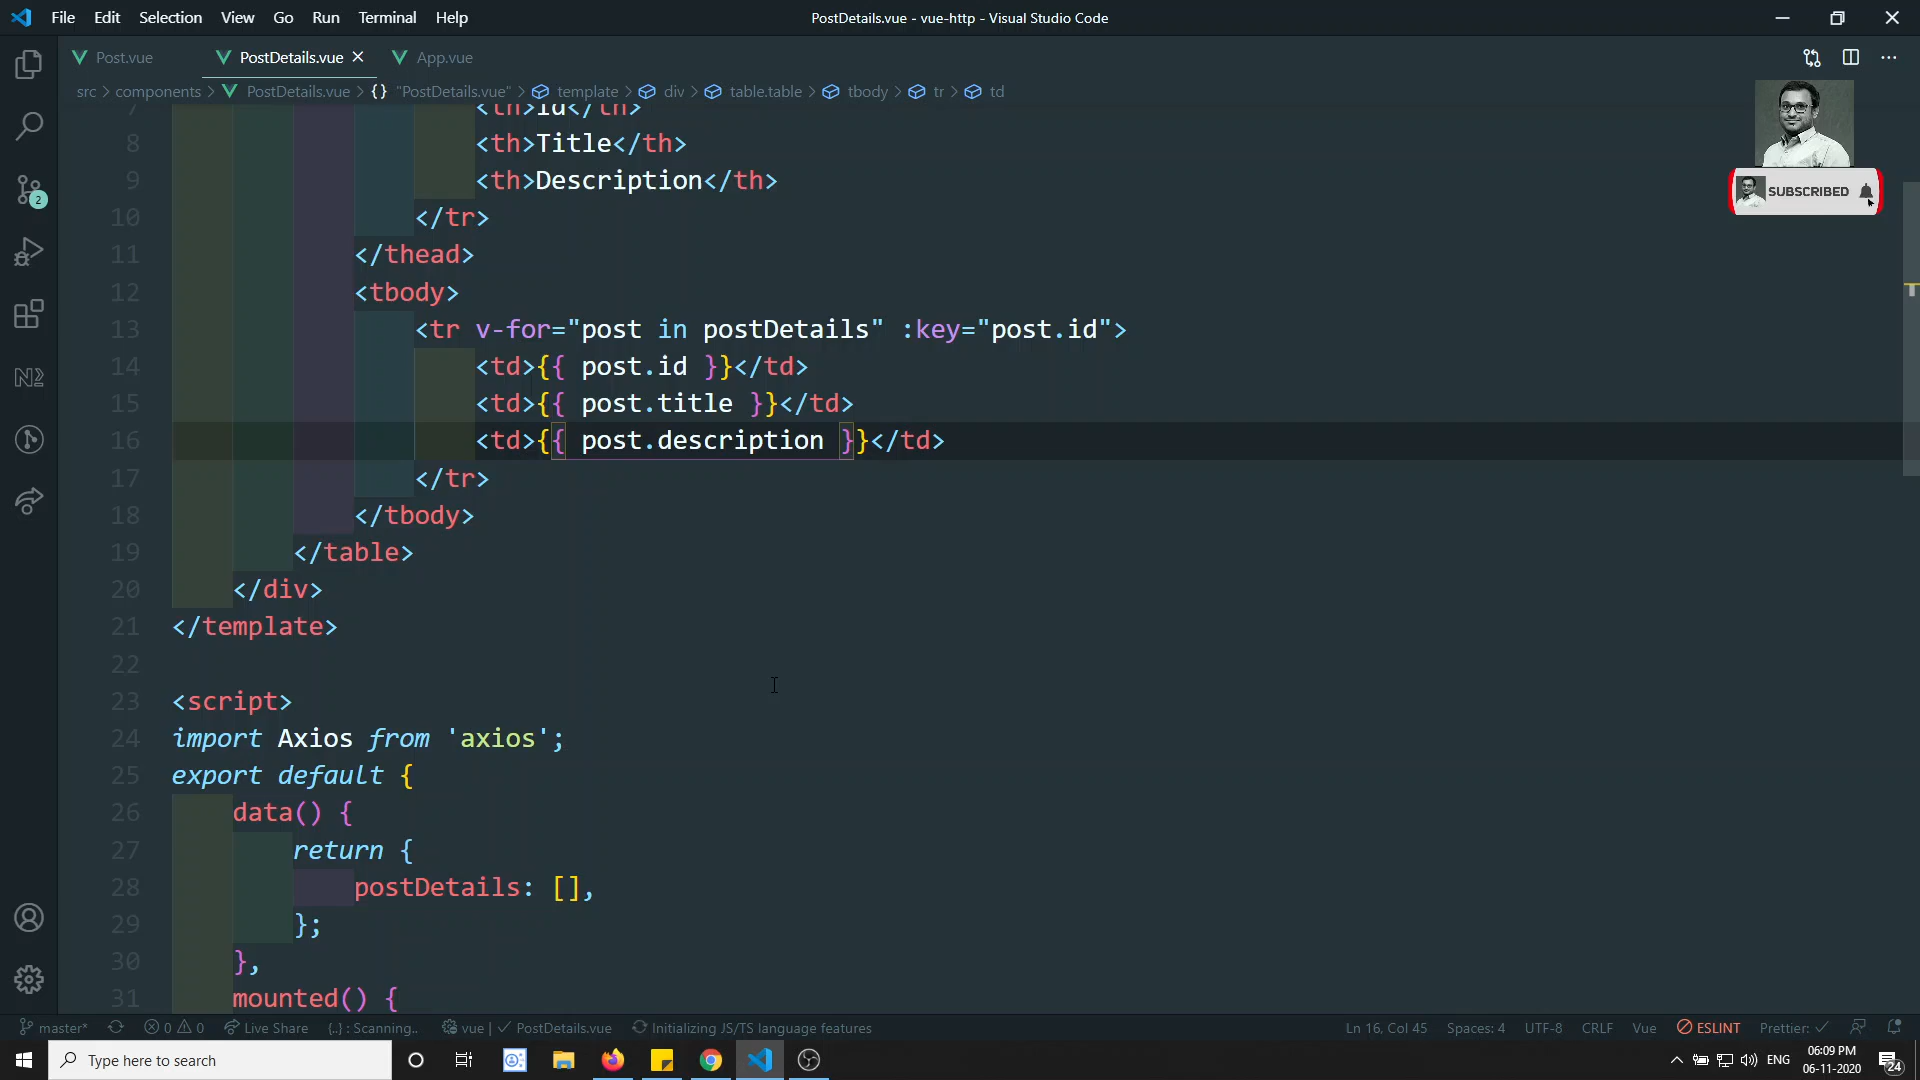 File Edit Selection View Go Run Terminal Help
PostDetails.vue - vue-http - Visual Studio Code
Post.vue PostDetails.vue App.vue
src > components > PostDetails.vue > {} "PostDetails.vue" > template > div > table.table > tbody > tr > td
7 <th>Id</th>
8 <th>Title</th>
9 <th>Description</th>
10 </tr>
11 </thead>
12 <tbody>
13 <tr v-for="post in postDetails" :key="post.id">
14 <td>{{ post.id }}</td>
15 <td>{{ post.title }}</td>
16 <td>{{ post.description }}</td>
17 </tr>
18 </tbody>
19 </table>
20 </div>
21 </template>
22
23 <script>
24 import Axios from 'axios';
25 export default {
26 data() {
27 return {
28 postDetails: [],
29 };
30 },
31 mounted() {
SUBSCRIBED
2
master* 0 0 Live Share {..} : Scanning.. vue | PostDetails.vue Initializing JS/TS language features
Ln 16, Col 45 Spaces: 4 UTF-8 CRLF Vue ESLINT Prettier:
Type here to search
ENG
06:09 PM
06-11-2020
24